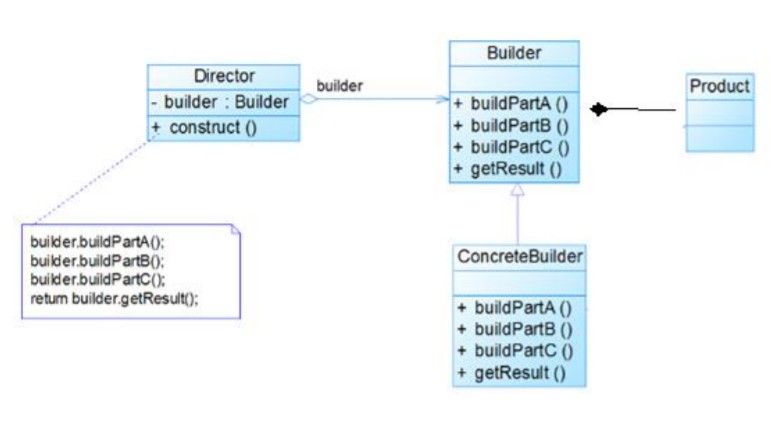 Director
- builder : Builder
+ construct ()
builder
Builder
+ buildPartA ()
+ buildPartB ()
+ buildPartC ()
+ getResult ()
Product
builder.buildPartA();
builder.buildPartB();
builder.buildPartC();
return builder.getResult();
ConcreteBuilder
+ buildPartA ()
+ buildPartB ()
+ buildPartC ()
+ getResult ()